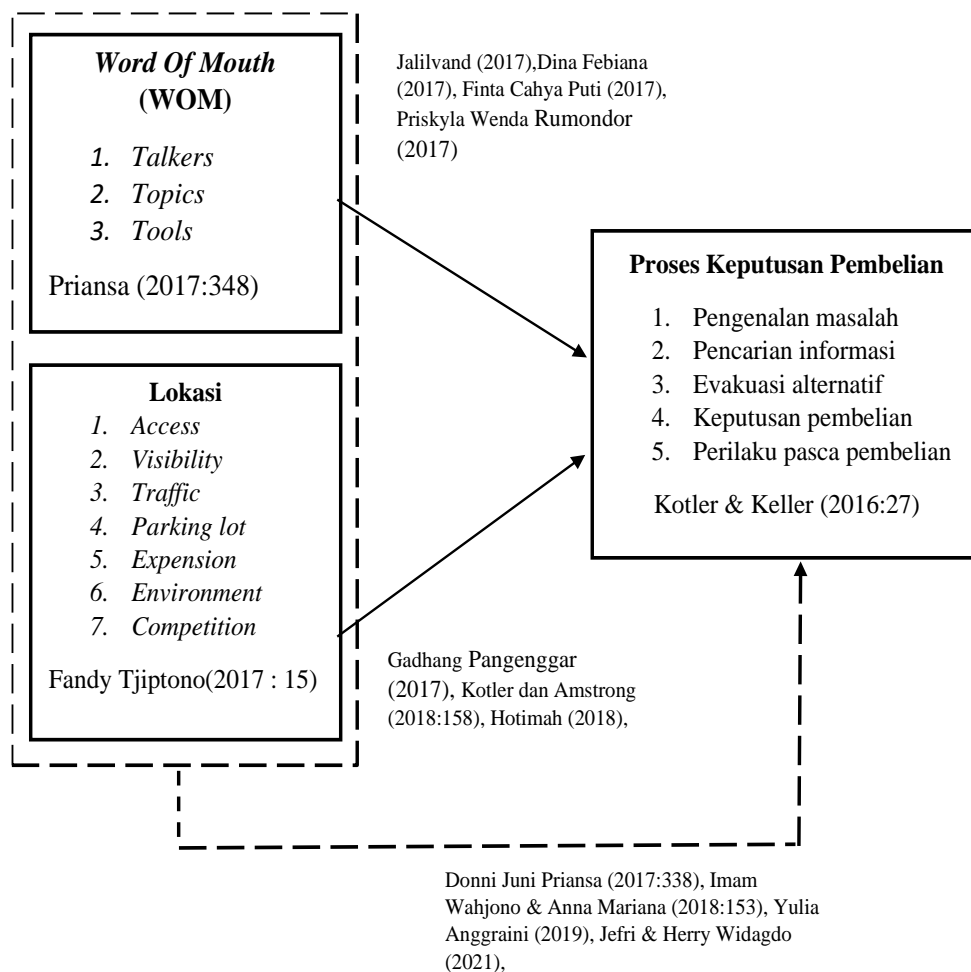 Word Of Mouth
(WOM)
1. Talkers
2. Topics
3. Tools
Priansa (2017:348)
Jalilvand (2017),Dina Febiana
(2017), Finta Cahya Puti (2017),
Priskyla Wenda Rumondor
(2017)
Lokasi
1. Access
2. Visibility
3. Traffic
4. Parking lot
5. Expension
6. Environment
7. Competition
Fandy Tjiptono(2017 : 15)
Proses Keputusan Pembelian
1. Pengenalan masalah
2. Pencarian informasi
3. Evakuasi alternatif
4. Keputusan pembelian
5. Perilaku pasca pembelian
Kotler & Keller (2016:27)
Gadhang Pangenggar
(2017), Kotler dan Amstrong
(2018:158), Hotimah (2018),
Donni Juni Priansa (2017:338), Imam
Wahjono & Anna Mariana (2018:153), Yulia
Anggraini (2019), Jefri & Herry Widagdo
(2021),